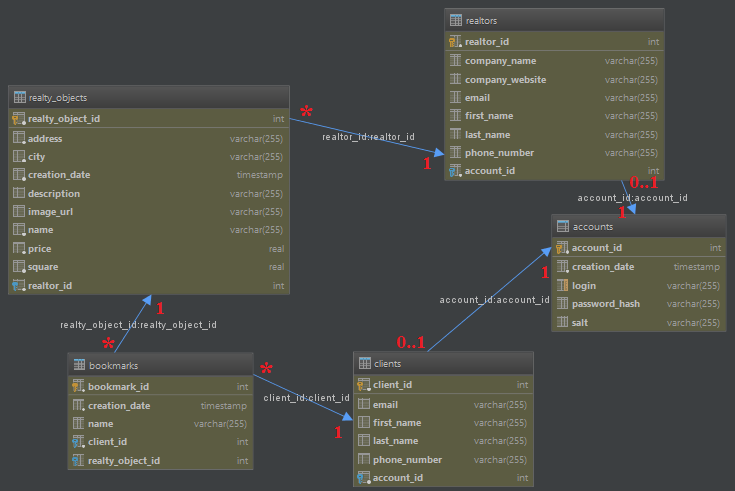 realtors
realtor_id int
company_name varchar(255)
company_website varchar(255)
email varchar(255)
first_name varchar(255)
last_name varchar(255)
phone_number varchar(255)
account_id int
realty_objects
realty_object_id int
address varchar(255)
city varchar(255)
creation_date timestamp
description varchar(255)
image_url varchar(255)
name varchar(255)
price real
square real
realtor_id int
*
realtor_id:realtor_id
1
0..1
account_id:account_id
1
accounts
account_id int
creation_date timestamp
login varchar(255)
password_hash varchar(255)
salt varchar(255)
1
account_id:account_id
0..1
1
realty_object_id:realty_object_id
*
bookmarks
bookmark_id int
creation_date timestamp
name varchar(255)
client_id int
realty_object_id int
*
client_id:client_id
1
clients
client_id int
email varchar(255)
first_name varchar(255)
last_name varchar(255)
phone_number varchar(255)
account_id int